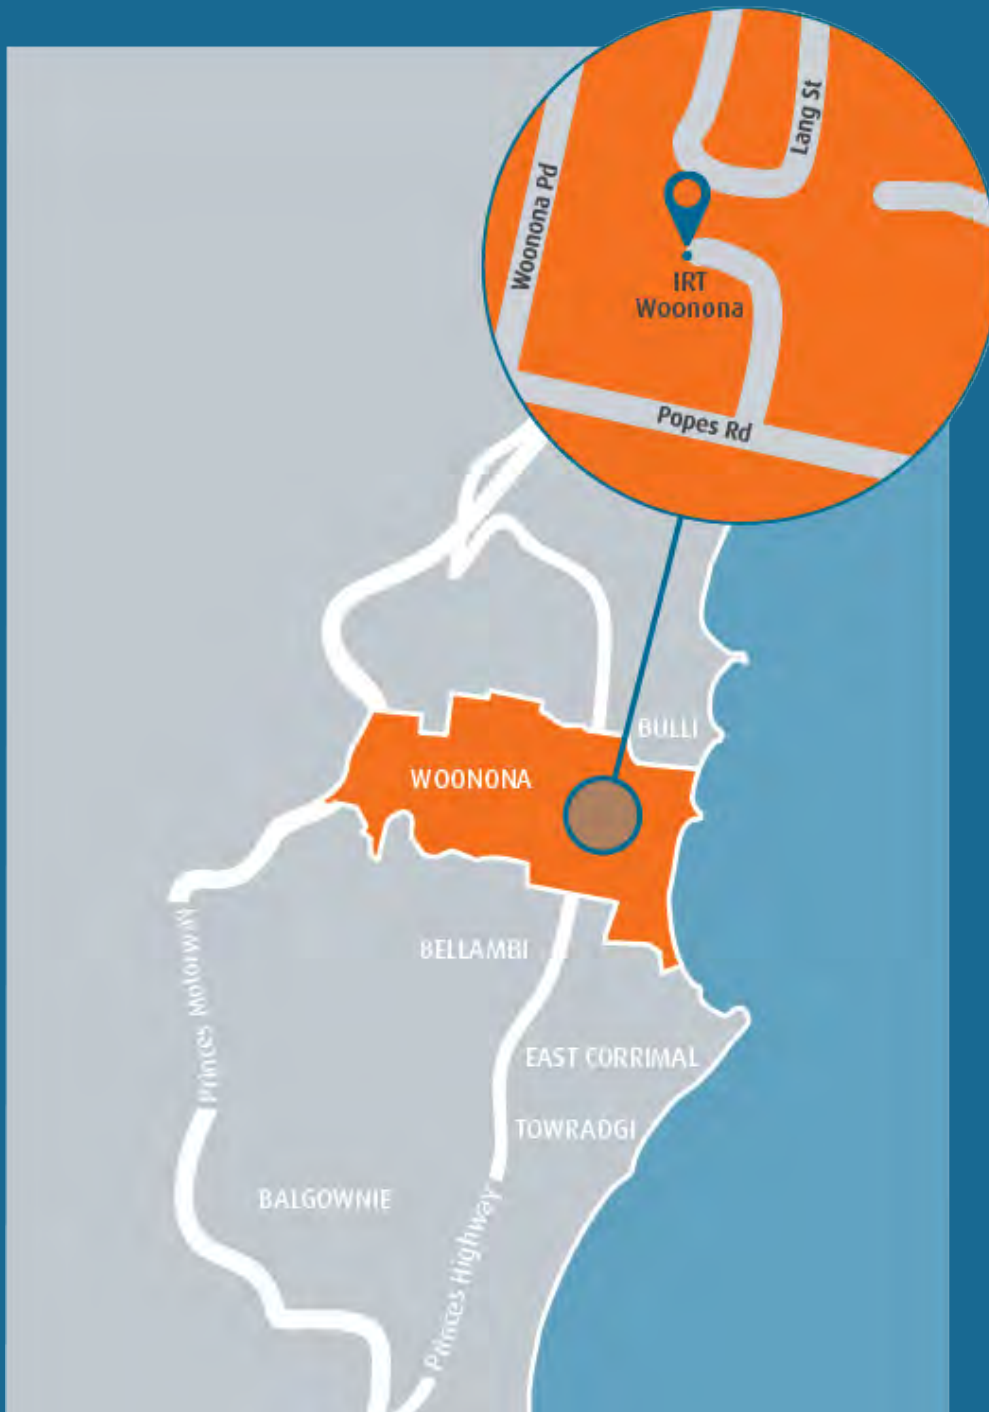 Lang St
Woonona Pd
IRT
Woonona
Popes Rd
BULLI
WOONONA
BELLAMBI
Princes Motorway
EAST CORRIMAL
TOWRADGI
BALGOWNIE
Princes Highway